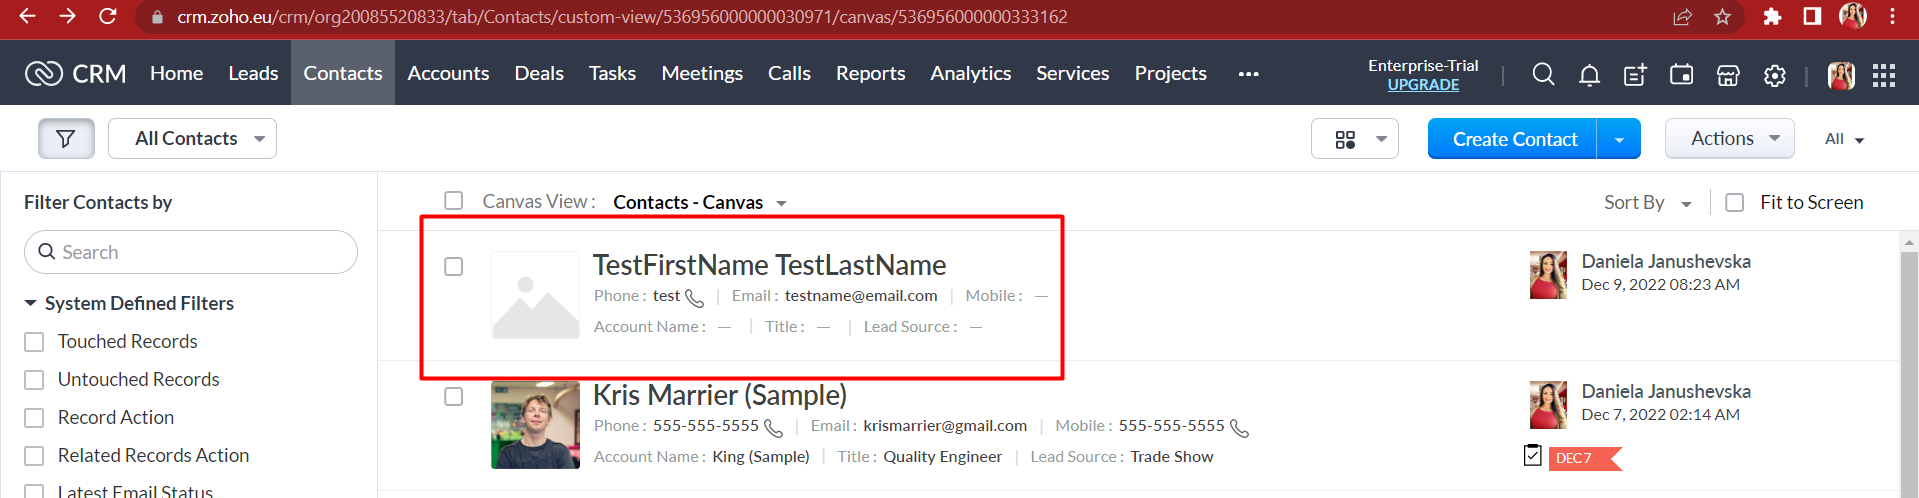 crm.zoho.eu/crm/org20085520833/tab/Contacts/custom-view/536956000000030971/canvas/536956000000333162
CRM Home Leads Contacts Accounts Deals Tasks Meetings Calls Reports Analytics Services Projects ••• Enterprise-Trial
UPGRADE
All Contacts Create Contact Actions All
Filter Contacts by Canvas View : Contacts - Canvas Sort By Fit to Screen
Search
System Defined Filters
Touched Records
Untouched Records
Record Action
Related Records Action
Latest Email Status
TestFirstName TestLastName
Phone : test | Email : testname@email.com | Mobile : —
Account Name : — | Title : — | Lead Source : —
Daniela Janushevska
Dec 9, 2022 08:23 AM
Kris Marrier (Sample)
Phone : 555-555-5555 | Email : krismarrier@gmail.com | Mobile : 555-555-5555
Account Name : King (Sample) | Title : Quality Engineer | Lead Source : Trade Show
Daniela Janushevska
Dec 7, 2022 02:14 AM
DEC 7